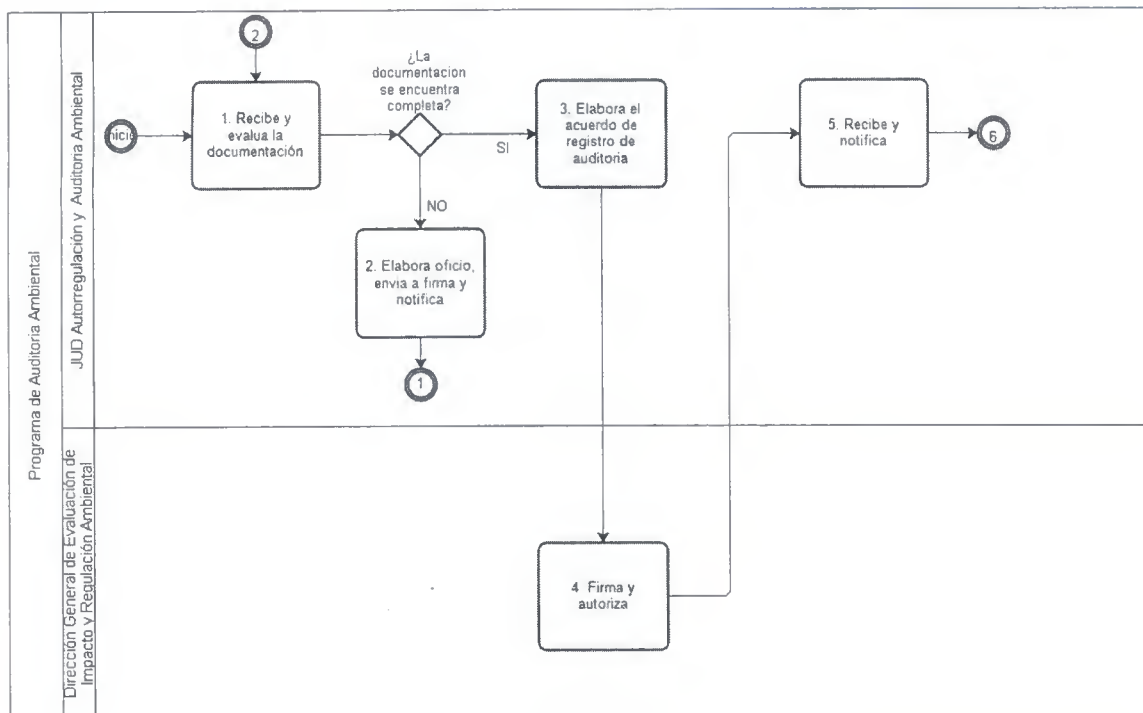 Programa de Auditoria Ambiental
JUD Autorregulación y Auditoria Ambiental
2
nicio
1. Recibe y
evalua la
documentación
¿La
documentacion
se encuentra
completa?
SI
NO
2. Elabora oficio,
envia a firma y
notifica
1
3. Elabora el
acuerdo de
registro de
auditoria
5. Recibe y
notifica
6
Dirección General de Evaluación de
Impacto y Regulación Ambiental
4 Firma y
autoriza